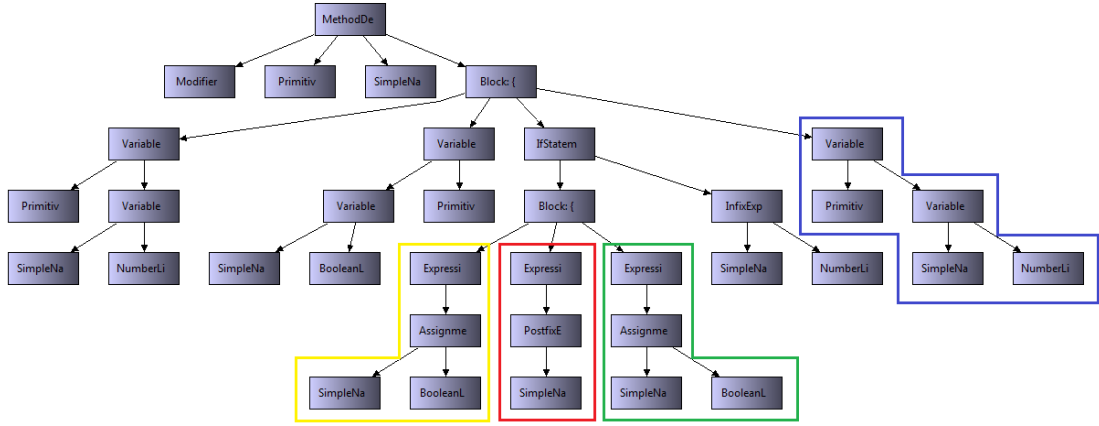 MethodDe
Modifier Primitiv SimpleNa Block: {
Variable Variable IfStatem Variable
Primitiv Variable Variable Primitiv Block: { InfixExp Primitiv Variable
SimpleNa NumberLi SimpleNa BooleanL Expressi Expressi Expressi SimpleNa NumberLi SimpleNa NumberLi
Assignme PostfixE Assignme
SimpleNa BooleanL SimpleNa SimpleNa BooleanL